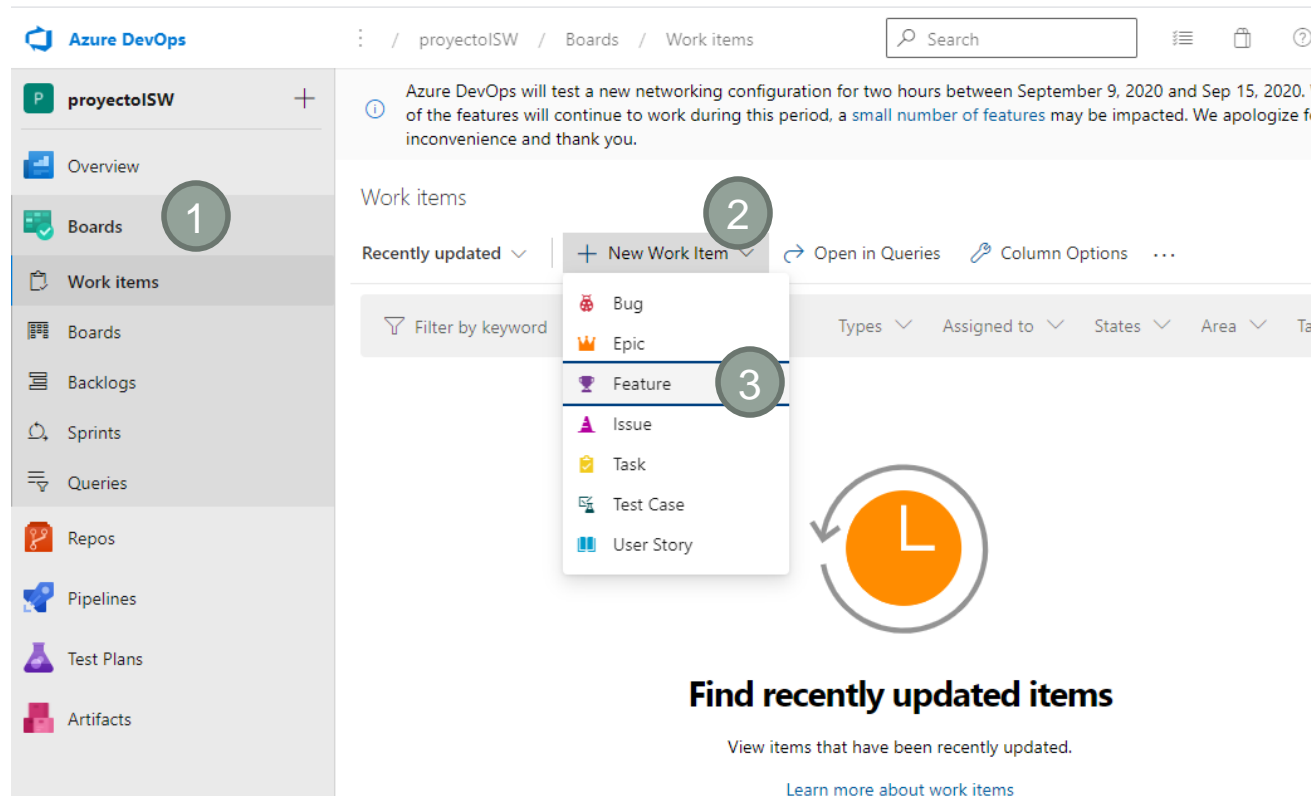 Azure DevOps
/ proyectoISW / Boards / Work items
Search
P
proyectoISW
Azure DevOps will test a new networking configuration for two hours between September 9, 2020 and Sep 15, 2020.
of the features will continue to work during this period, a small number of features may be impacted. We apologize
inconvenience and thank you.
Overview
Boards
1
Work items
Boards
Backlogs
Sprints
Queries
Repos
Pipelines
Test Plans
Artifacts
Work items
2
Recently updated
+ New Work Item
Open in Queries
Column Options
...
Filter by keyword
Types
Assigned to
States
Area
Bug
Epic
Feature
3
Issue
Task
Test Case
User Story
Find recently updated items
View items that have been recently updated.
Learn more about work items